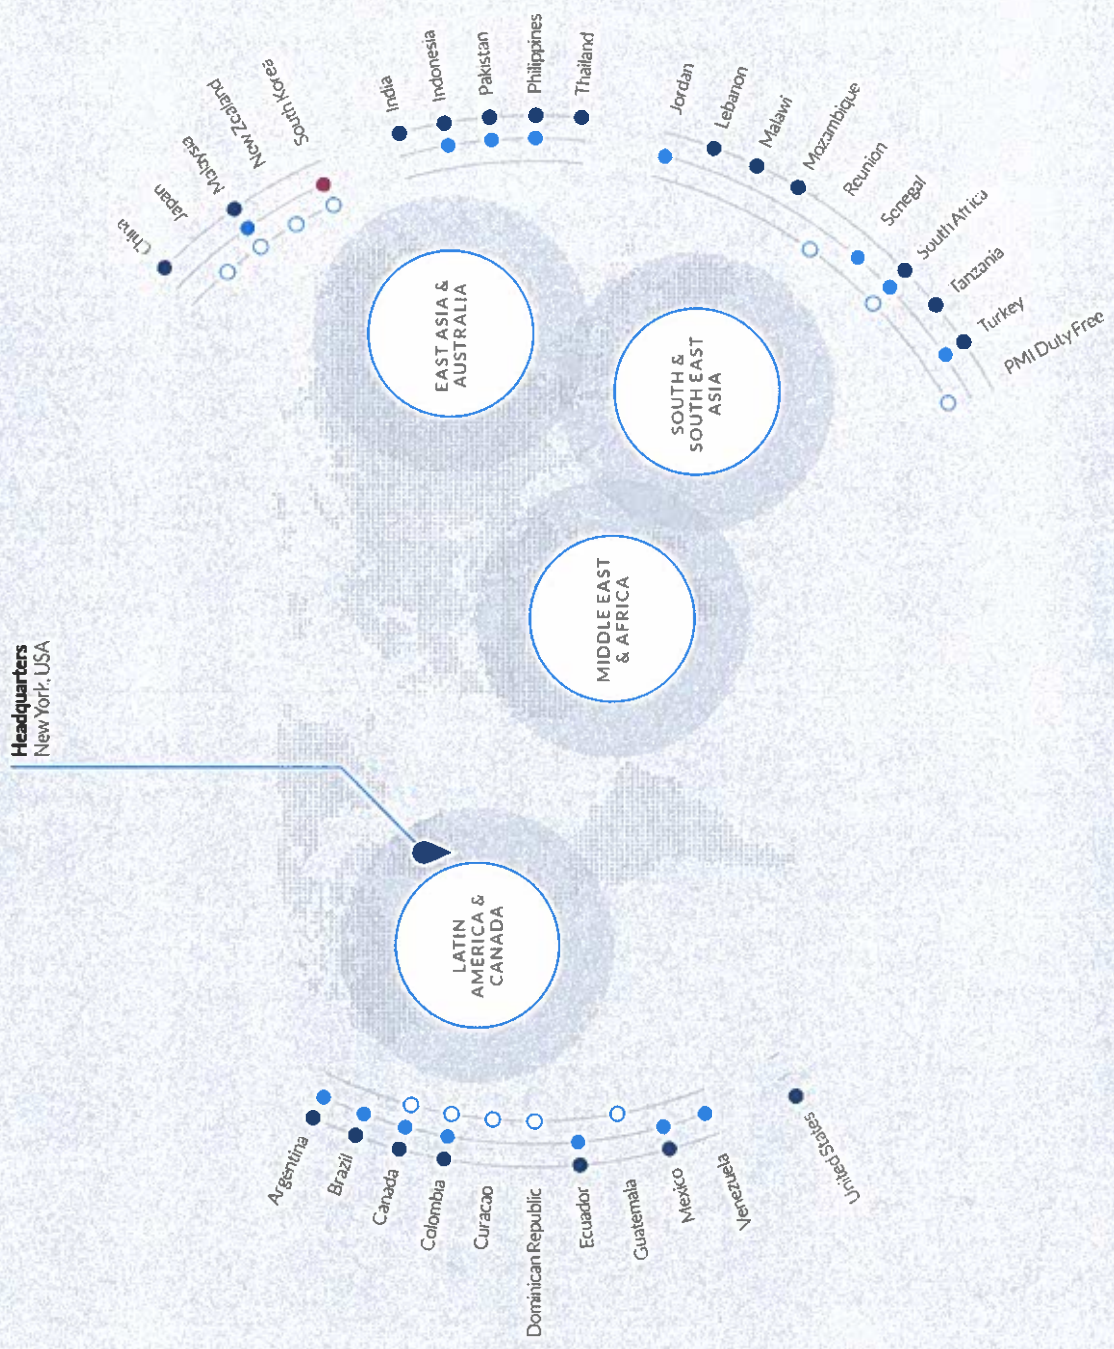 Headquarters
New York, USA
LATIN
AMERICA &
CANADA
MIDDLE EAST
& AFRICA
EAST ASIA &
AUSTRALIA
SOUTH &
SOUTH EAST
ASIA
Argentina
Brazil
Canada
Colombia
Curacao
Dominican Republic
Ecuador
Guatemala
Mexico
Venezuela
United States
China
Japan
Malaysia
New Zealand
South Korea
India
Indonesia
Pakistan
Philippines
Thailand
Jordan
Lebanon
Malawi
Mozambique
Reunion
Senegal
South Africa
Tanzania
Turkey
PMI Duty Free